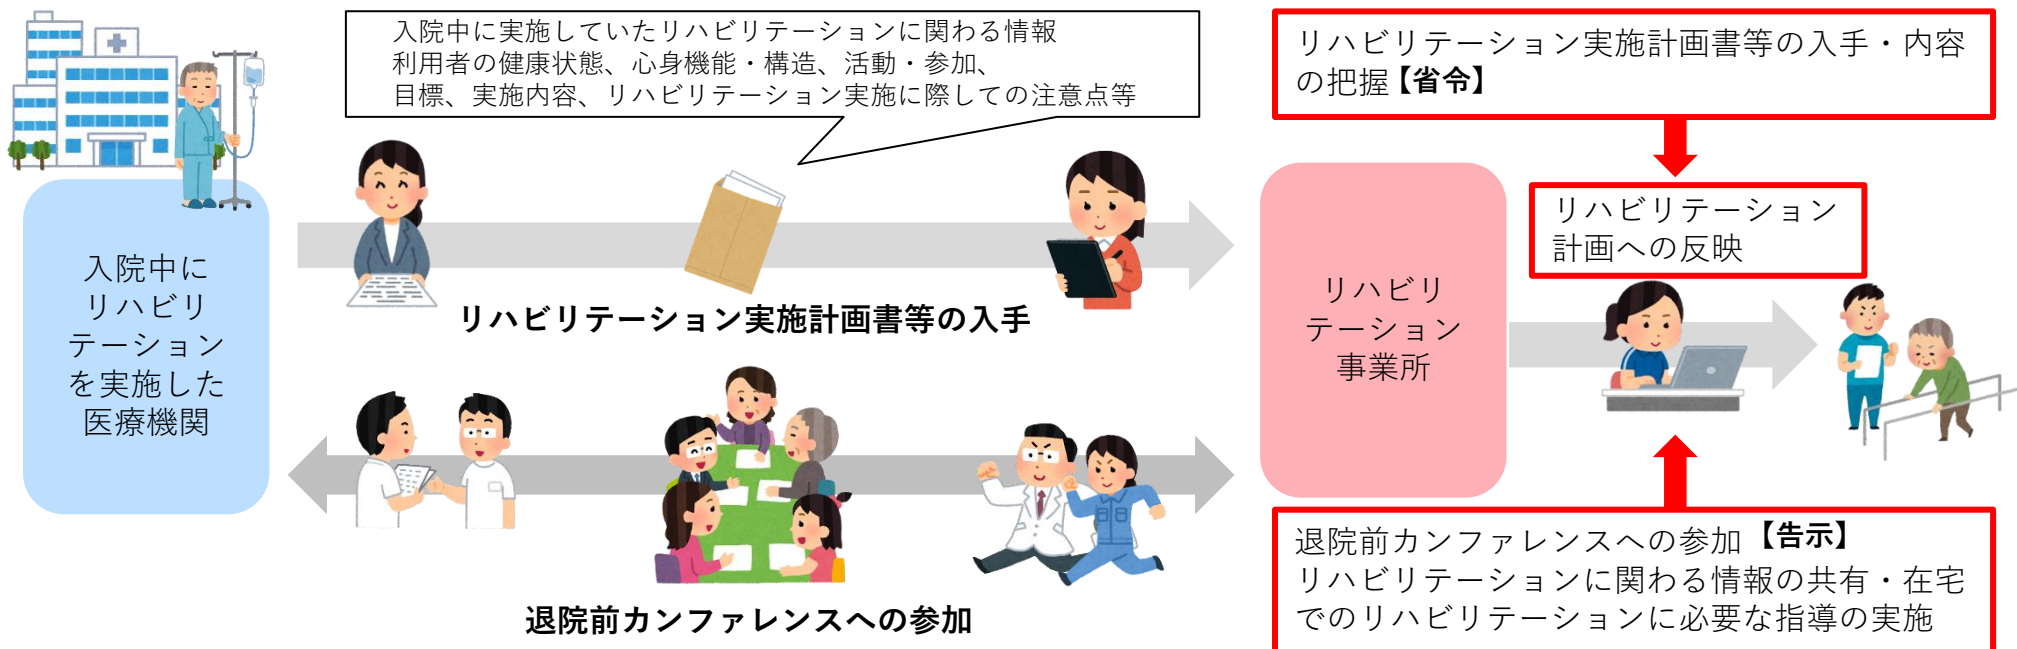 入院中に実施していたリハビリテーションに関わる情報
利用者の健康状態、心身機能・構造、活動・参加、
目標、実施内容、リハビリテーション実施に際しての注意点等
リハビリテーション実施計画書等の入手・内容
の把握【省令】
リハビリテーション
計画への反映
入院中に
リハビリ
テーション
を実施した
医療機関
リハビリテーション実施計画書等の入手
リハビリ
テーション
事業所
退院前カンファレンスへの参加
退院前カンファレンスへの参加【告示】
リハビリテーションに関わる情報の共有・在宅
でのリハビリテーションに必要な指導の実施